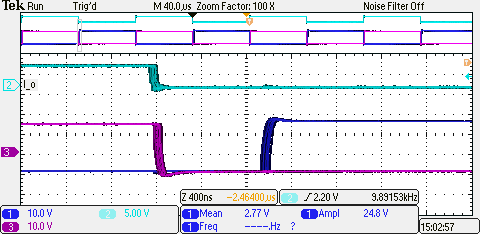 Tek Run Trig'd M 40.0µs Zoom Factor: 100 X Noise Filter Off
2 I_o
3
Z 400ns -2.46400µs 2 2.20 V 9.89153kHz
1 10.0 V 2 5.00 V 1 Mean 2.77 V 1 Ampl 24.8 V
3 10.0 V 1 Freq -.---- Hz ? 15:02:57